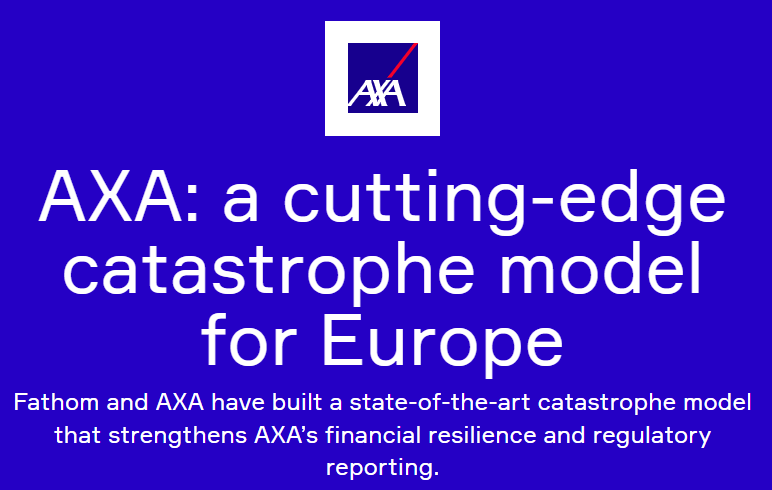 AXA
AXA: a cutting-edge
catastrophe model
for Europe
Fathom and AXA have built a state-of-the-art catastrophe model
that strengthens AXA’s financial resilience and regulatory
reporting.